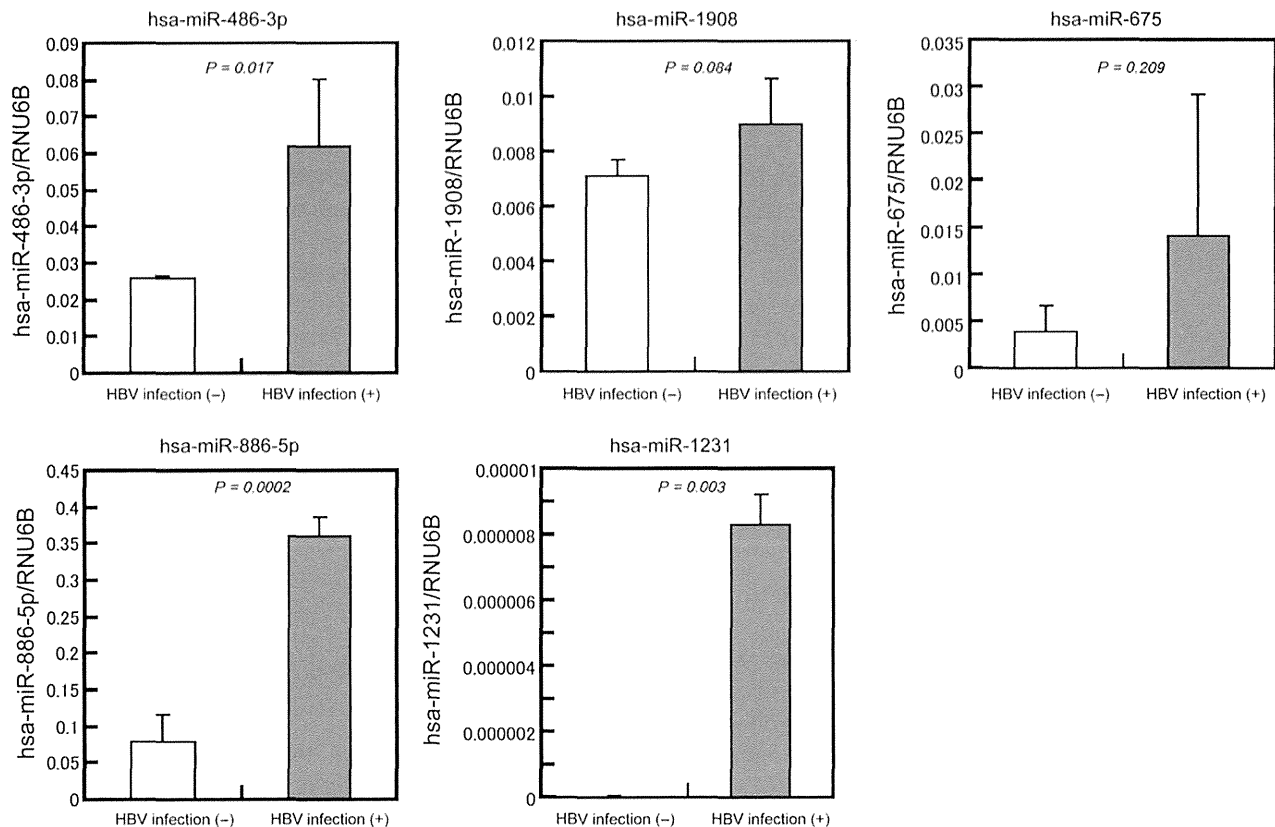 hsa-miR-486-3p
hsa-miR-486-3p/RNU6B
0.09
0.08
0.07
0.06
0.05
0.04
0.03
0.02
0.01
0
P = 0.017
HBV infection (–)
HBV infection (+)
hsa-miR-1908
hsa-miR-1908/RNU6B
0.012
0.01
0.008
0.006
0.004
0.002
0
P = 0.084
HBV infection (–)
HBV infection (+)
hsa-miR-675
hsa-miR-675/RNU6B
0.035
0.03
0.025
0.02
0.015
0.01
0.005
0
P = 0.209
HBV infection (–)
HBV infection (+)
hsa-miR-886-5p
hsa-miR-886-5p/RNU6B
0.45
0.4
0.35
0.3
0.25
0.2
0.15
0.1
0.05
0
P = 0.0002
HBV infection (–)
HBV infection (+)
hsa-miR-1231
hsa-miR-1231/RNU6B
0.00001
0.000008
0.000006
0.000004
0.000002
0
P = 0.003
HBV infection (–)
HBV infection (+)